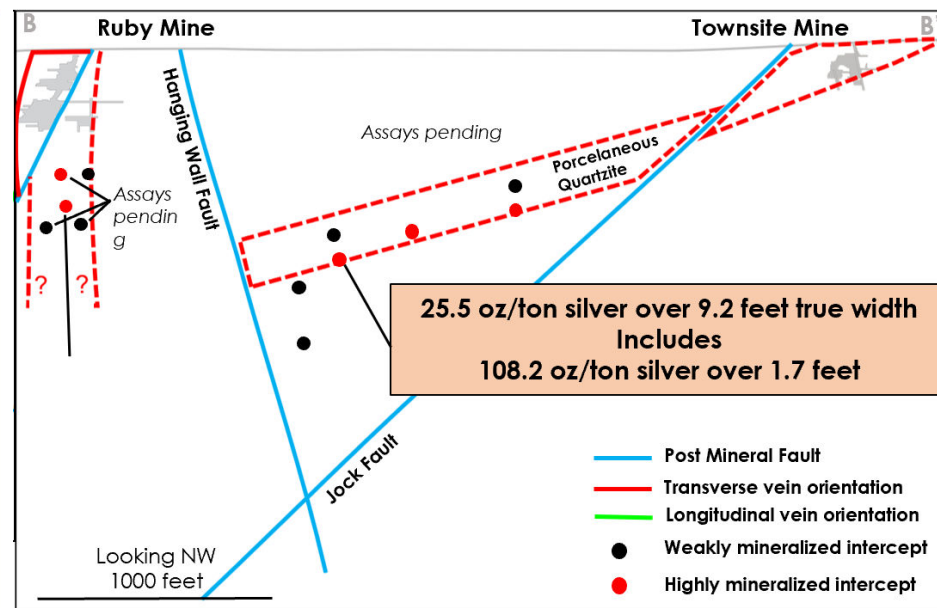 B
Ruby Mine
Townsite Mine
B'
Hanging Wall Fault
Assays pending
Porcelaneous
Quartzite
Assays
pendin
g
?
?
25.5 oz/ton silver over 9.2 feet true width
Includes
108.2 oz/ton silver over 1.7 feet
Jock Fault
Post Mineral Fault
Transverse vein orientation
Longitudinal vein orientation
Weakly mineralized intercept
Highly mineralized intercept
Looking NW
1000 feet